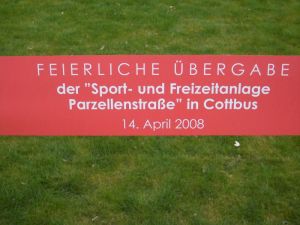 FEIERLICHE ÜBERGABE
der "Sport- und Freizeitanlage
Parzellenstraße" in Cottbus
14. April 2008